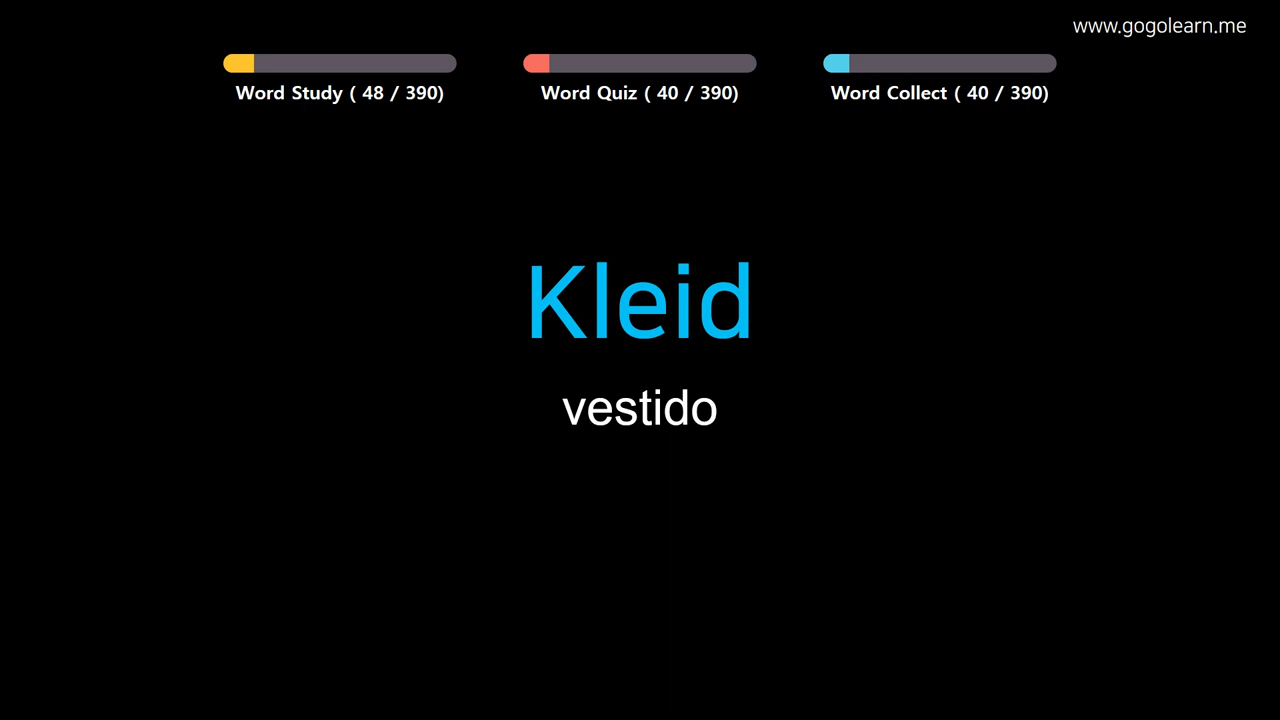 www.gogolearn.me
Word Study ( 48 / 390)
Word Quiz ( 40 / 390)
Word Collect ( 40 / 390)
Kleid
vestido